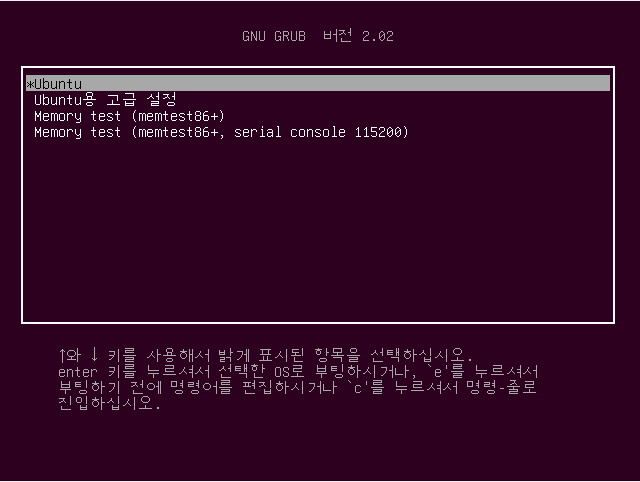 GNU GRUB 버전 2.02
*Ubuntu
Ubuntu용 고급 설정
Memory test (memtest86+)
Memory test (memtest86+, serial console 115200)
↑와 ↓ 키를 사용해서 밝게 표시된 항목을 선택하십시오.
enter 키를 누르셔서 선택한 OS로 부팅하시거나, `e'를 누르셔서
부팅하기 전에 명령어를 편집하시거나 `c'를 누르셔서 명령-줄로
진입하십시오.